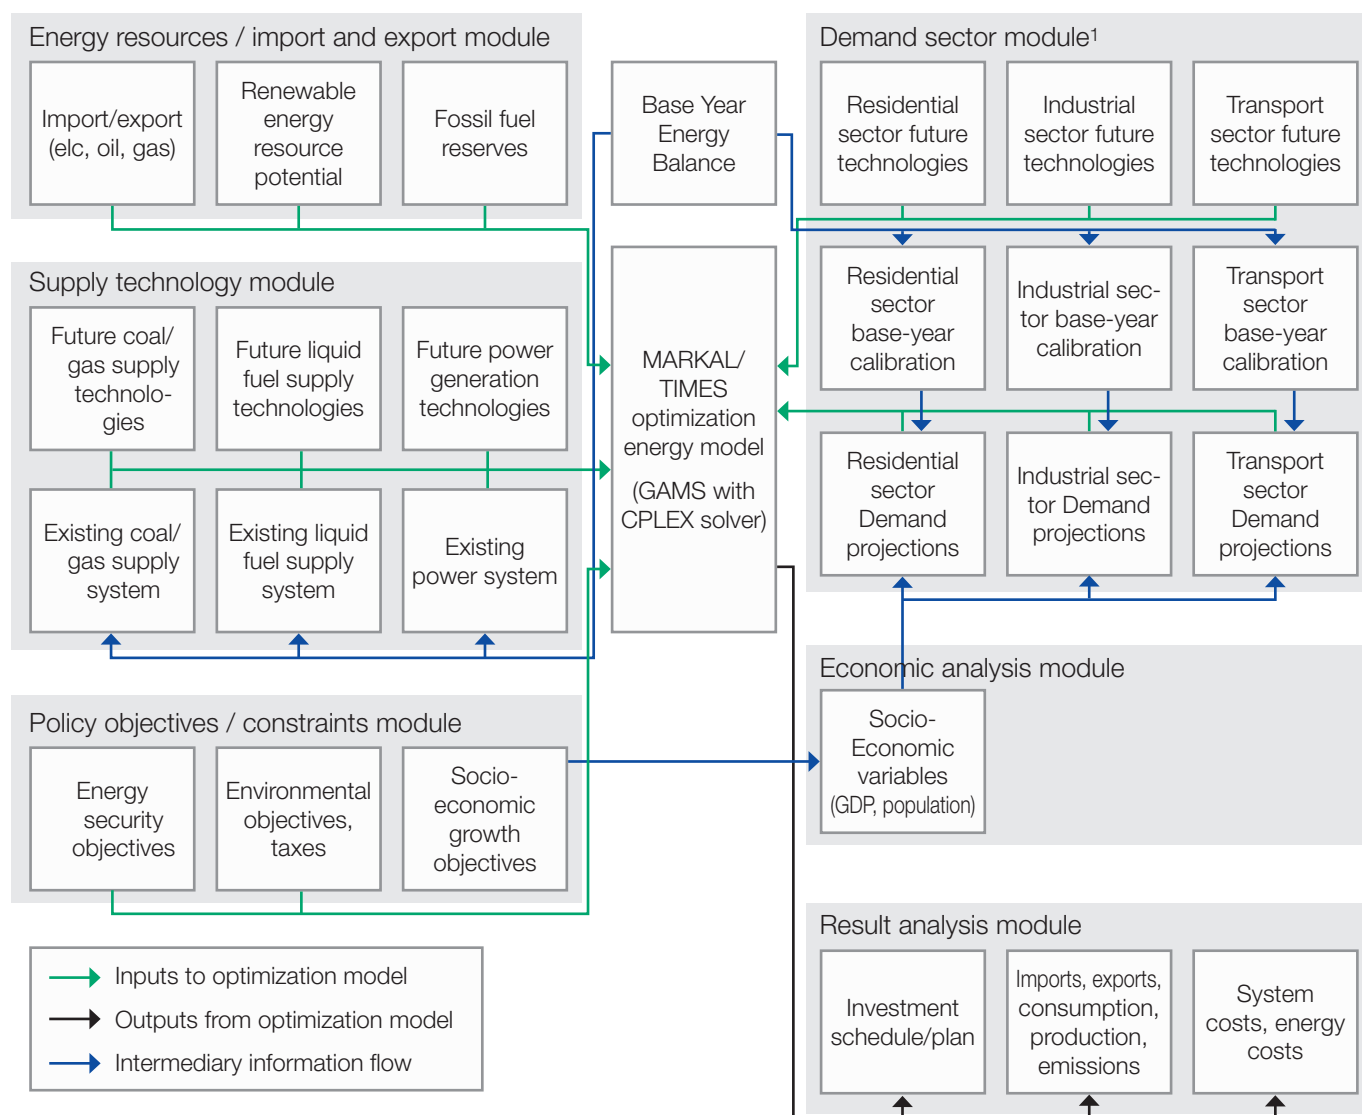 Energy resources / import and export module
Import/export
(elc, oil, gas)
Renewable
energy
resource
potential
Fossil fuel
reserves
Base Year
Energy
Balance
Demand sector module¹
Residential
sector future
technologies
Industrial
sector future
technologies
Transport
sector future
technologies
Residential
sector
base-year
calibration
Industrial sec-
tor base-year
calibration
Transport
sector
base-year
calibration
Residential
sector
Demand
projections
Industrial sec-
tor Demand
projections
Transport
sector
Demand
projections
Supply technology module
Future coal/
gas supply
technolo-
gies
Future liquid
fuel supply
technologies
Future power
generation
technologies
Existing coal/
gas supply
system
Existing liquid
fuel supply
system
Existing
power system
MARKAL/
TIMES
optimization
energy model
(GAMS with
CPLEX solver)
Policy objectives / constraints module
Energy
security
objectives
Environmental
objectives,
taxes
Socio-
economic
growth
objectives
Economic analysis module
Socio-
Economic
variables
(GDP, population)
Result analysis module
Investment
schedule/plan
Imports, exports,
consumption,
production,
emissions
System
costs, energy
costs
Inputs to optimization model
Outputs from optimization model
Intermediary information flow